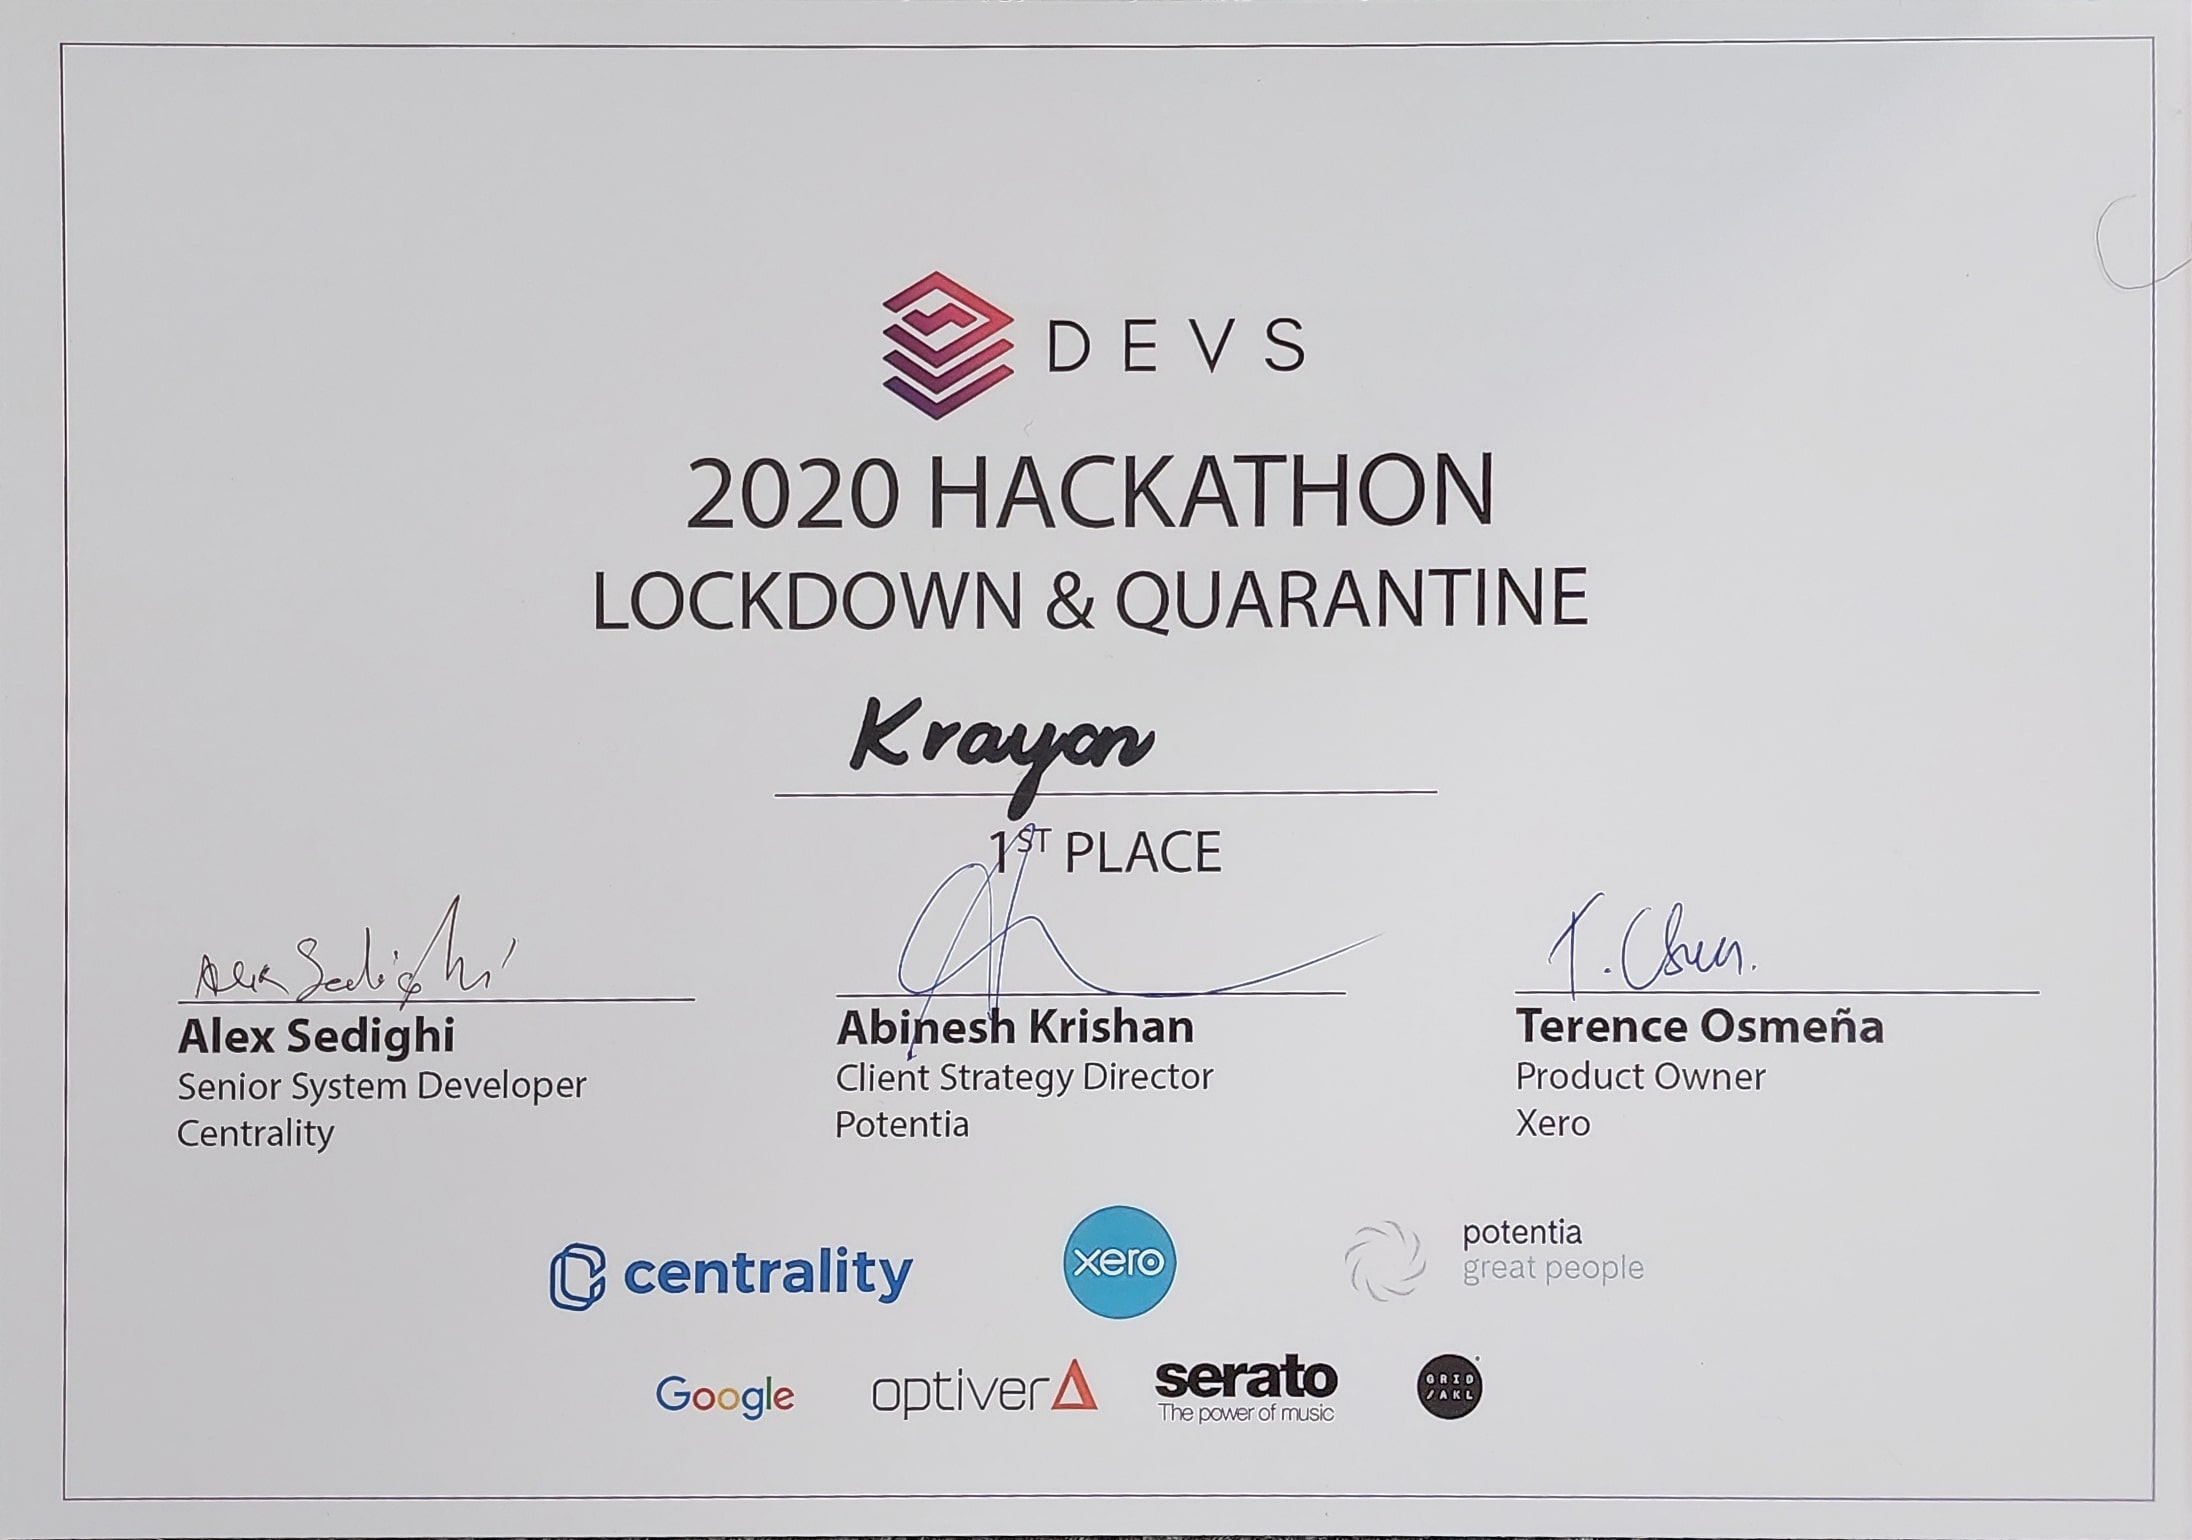 DEVS
2020 HACKATHON
LOCKDOWN & QUARANTINE
Krayon
1ST PLACE
Alex Sedighi
T. Osm.
Alex Sedighi
Senior System Developer
Centrality
Abinesh Krishan
Client Strategy Director
Potentia
Terence Osmeña
Product Owner
Xero
centrality
xero
potentia
great people
Google
optiver
serato
The power of music
GRID
/AKL